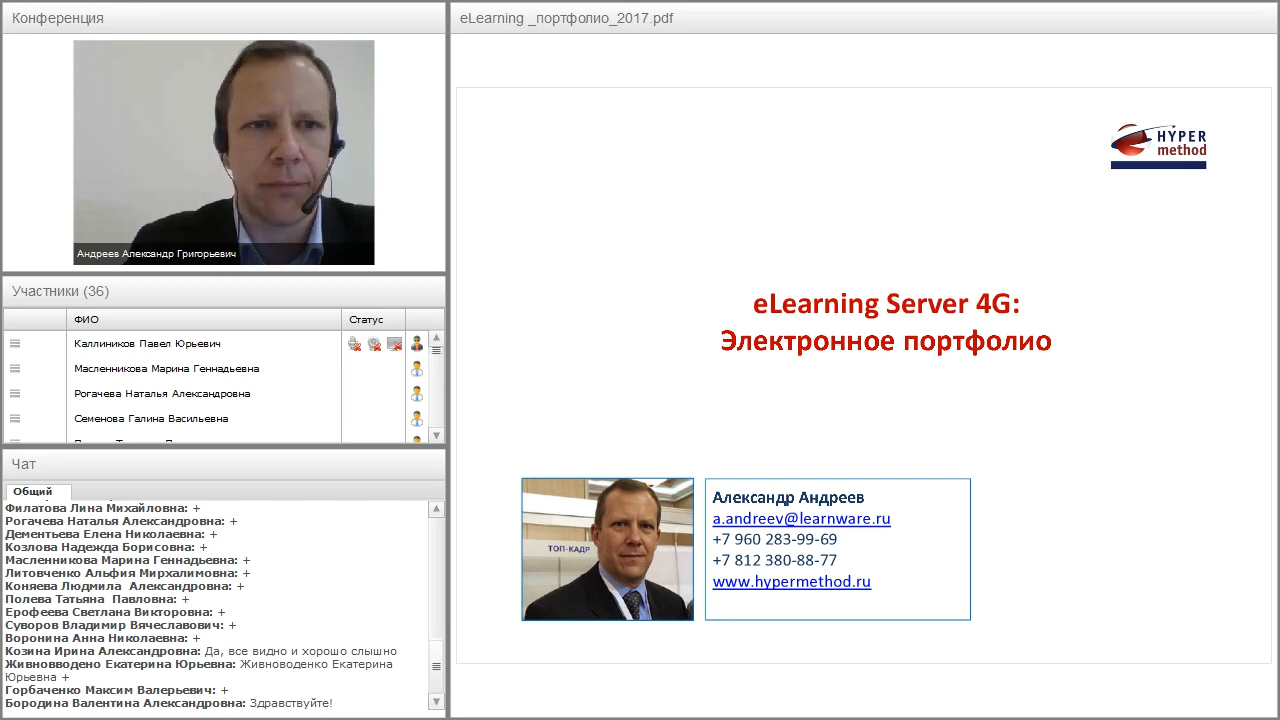 Конференция
Андреев Александр Григорьевич
Участники (36)
ФИО
Статус
Каллиников Павел Юрьевич
Масленникова Марина Геннадьевна
Рогачева Наталья Александровна
Семенова Галина Васильевна
Чат
Общий
Филатова Лина Михайловна: +
Рогачева Наталья Александровна: +
Дементьева Елена Николаевна: +
Козлова Надежда Борисовна: +
Масленникова Марина Геннадьевна: +
Литовченко Альфия Мирхалимовна: +
Коняева Людмила  Александровна: +
Полева Татьяна  Павловна: +
Ерофеева Светлана Викторовна: +
Суворов Владимир Вячеславович: +
Воронина Анна Николаевна: +
Козина Ирина Александровна: Да, все видно и хорошо слышно
Живновводено Екатерина Юрьевна: Живноводенко Екатерина
Юрьевна +
Горбаченко Максим Валерьевич: +
Бородина Валентина Александровна: Здравствуйте!
eLearning _портфолио_2017.pdf
HYPER
method
eLearning Server 4G:
Электронное портфолио
ТОП-КАДР
Александр Андреев
a.andreev@learnware.ru
+7 960 283-99-69
+7 812 380-88-77
www.hypermethod.ru